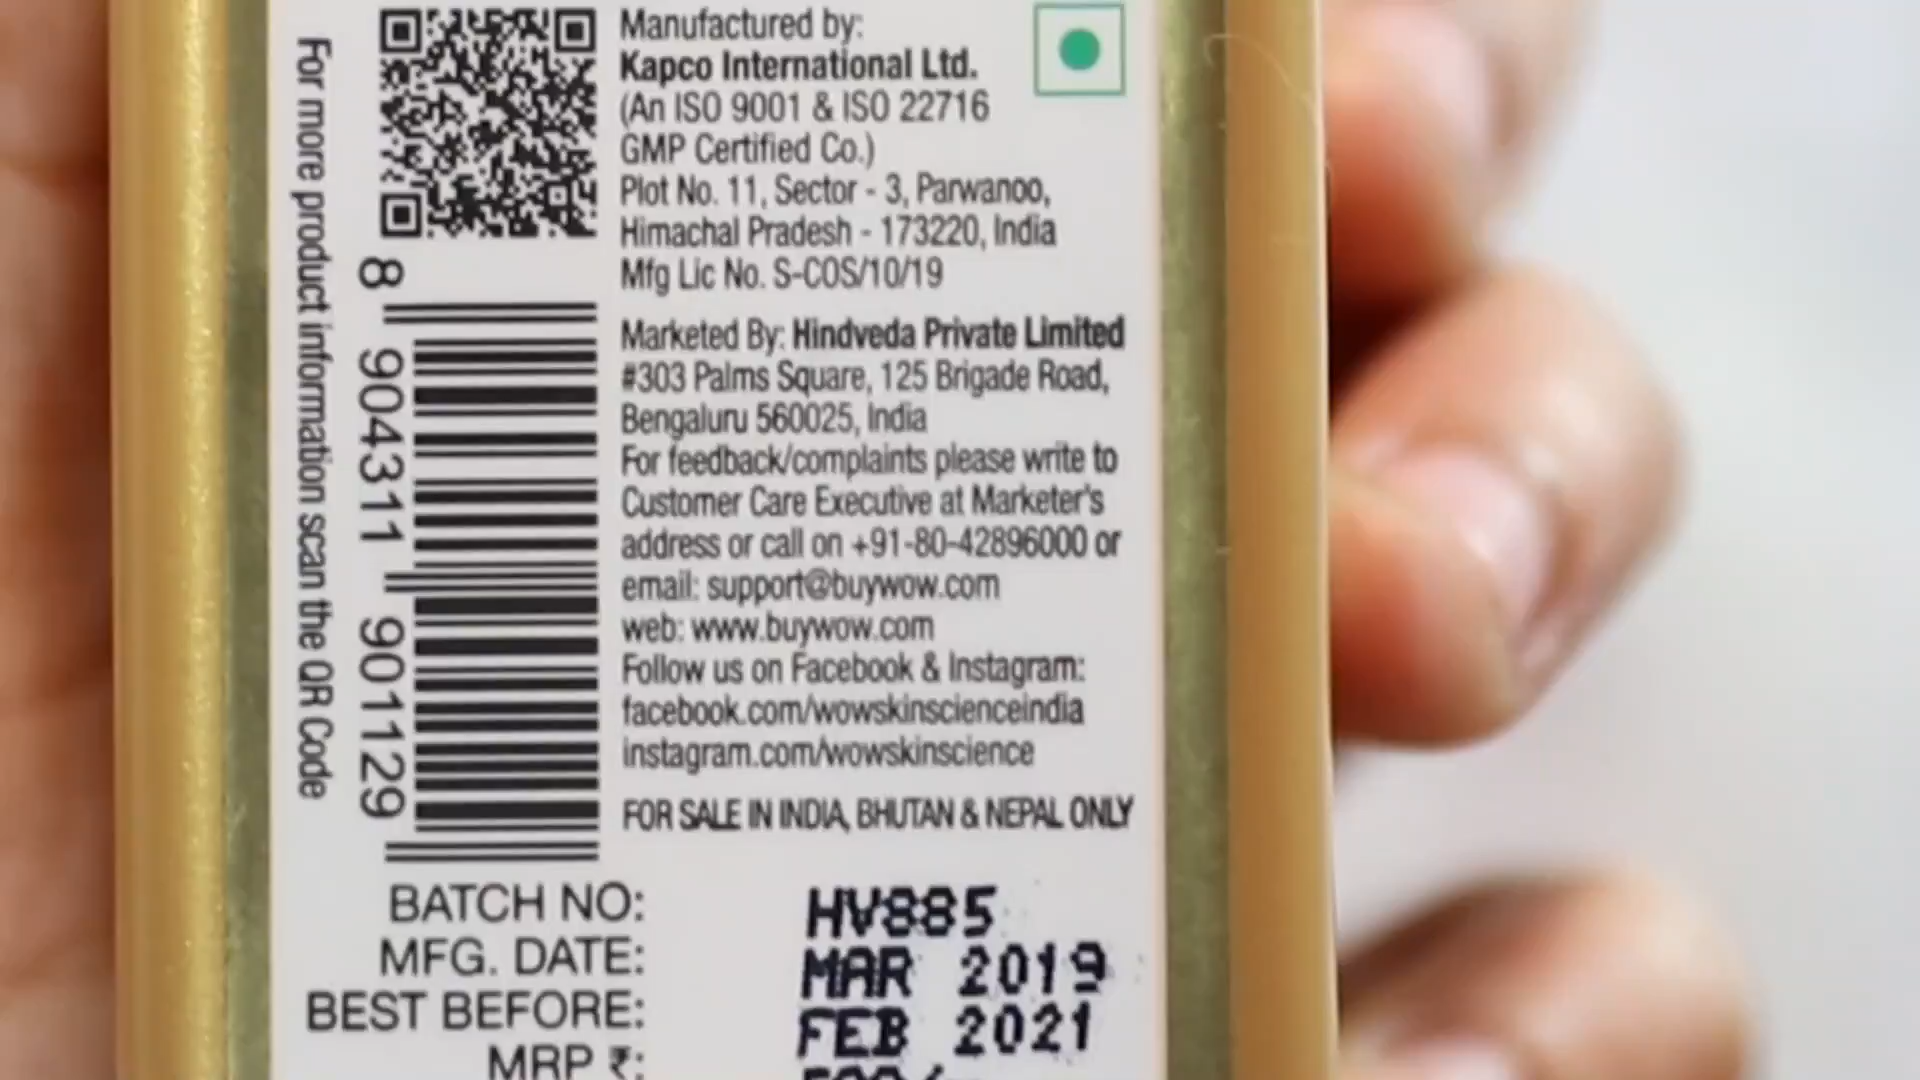 For more product information scan the QR Code
8 904311 901129
Manufactured by:
Kapco International Ltd.
(An ISO 9001 & ISO 22716
GMP Certified Co.)
Plot No. 11, Sector - 3, Parwanoo,
Himachal Pradesh - 173220, India
Mfg Lic No. S-COS/10/19
Marketed By: Hindveda Private Limited
#303 Palms Square, 125 Brigade Road,
Bengaluru 560025, India
For feedback/complaints please write to
Customer Care Executive at Marketer's
address or call on +91-80-42896000 or
email: support@buywow.com
web: www.buywow.com
Follow us on Facebook & Instagram:
facebook.com/wowskinscienceindia
instagram.com/wowskinscience
FOR SALE IN INDIA, BHUTAN & NEPAL ONLY
BATCH NO: HV885
MFG. DATE: MAR 2019
BEST BEFORE: FEB 2021
MRP ₹: